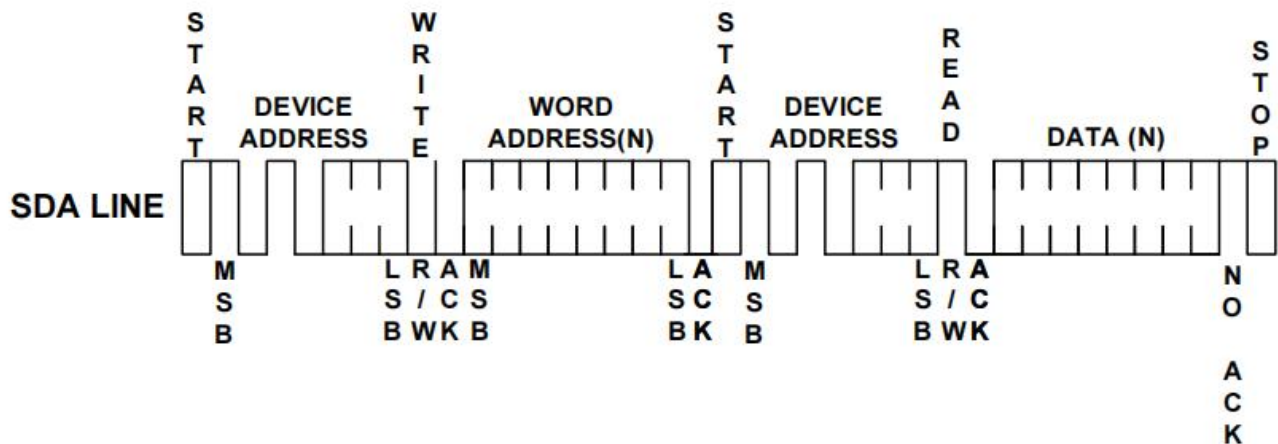 START
WRITE
START
READ
STOP
DEVICE
ADDRESS
WORD
ADDRESS(N)
DEVICE
ADDRESS
DATA (N)
SDA LINE
MSB
LSB
R/W
ACK
MSB
LSB
ACK
MSB
LSB
R/W
ACK
NO ACK